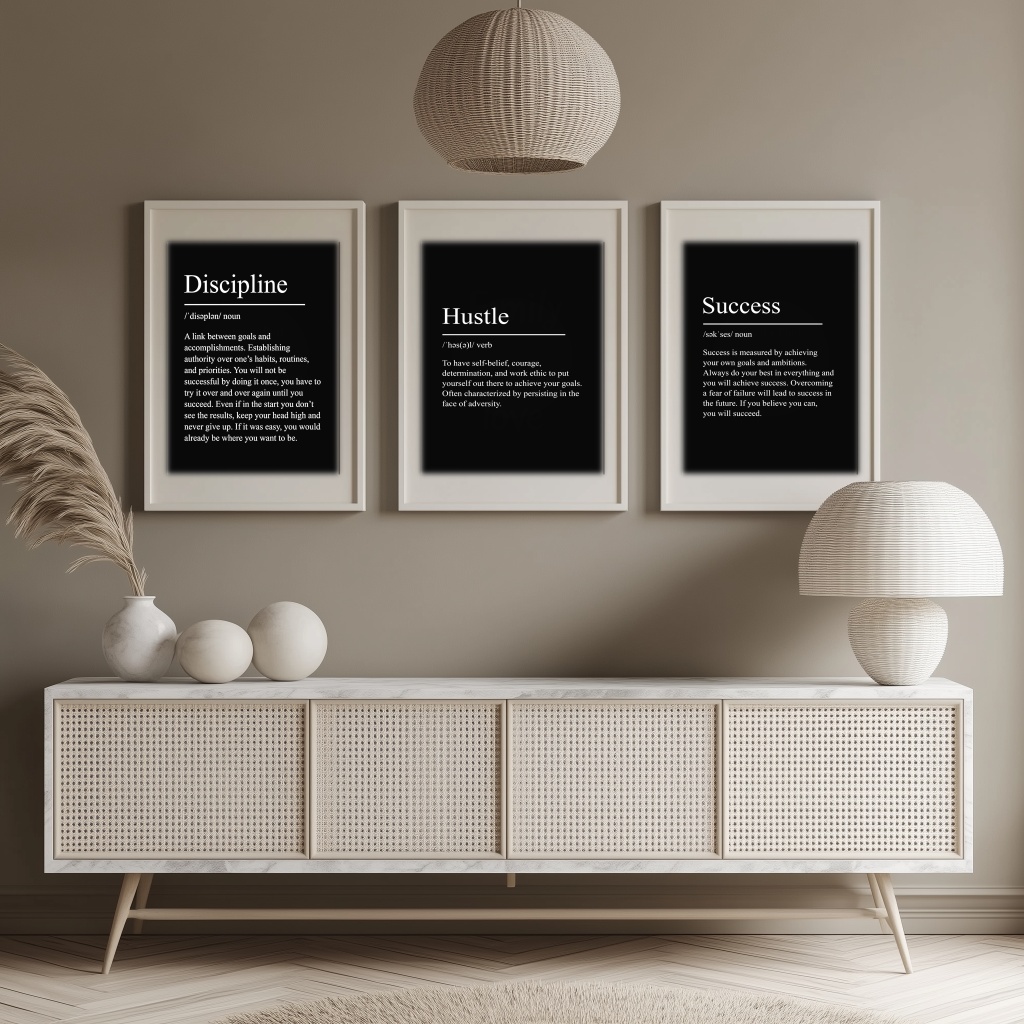 Discipline
/ˈdisəplən/ noun
A link between goals and
accomplishments. Establishing
authority over one's habits, routines,
and priorities. You will not be
successful by doing it once, you have to
try it over and over again until you
succeed. Even if in the start you don't
see the results, keep your head high and
never give up. If it was easy, you would
already be where you want to be.
Hustle
/ˈhəs(ə)l/ verb
To have self-belief, courage,
determination, and work ethic to put
yourself out there to achieve your goals.
Often characterized by persisting in the
face of adversity.
Success
/səkˈses/ noun
Success is measured by achieving
your own goals and ambitions.
Always do your best in everything and
you will achieve success. Overcoming
a fear of failure will lead to success in
the future. If you believe you can,
you will succeed.